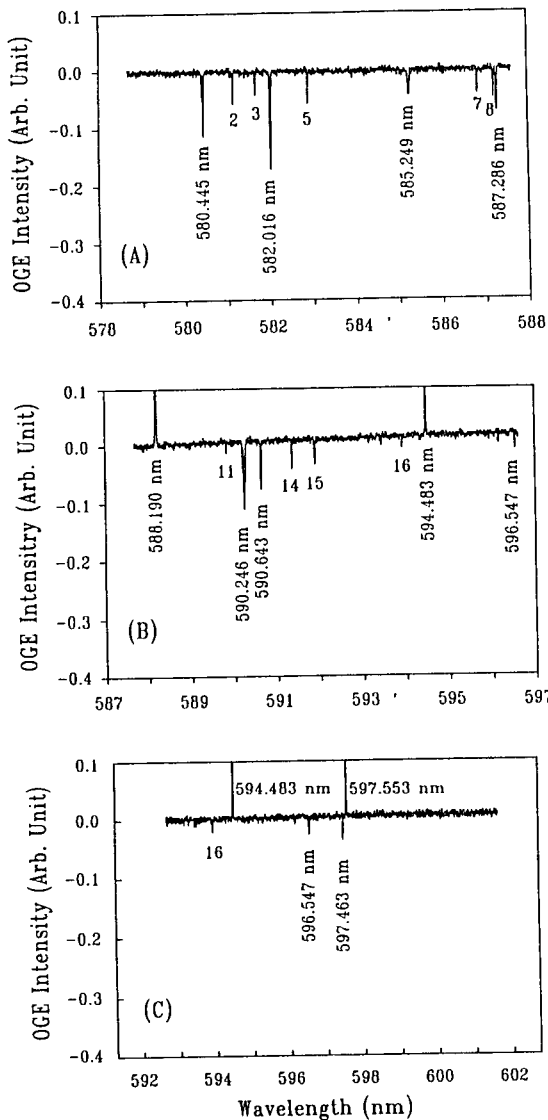 OGE Intensity (Arb. Unit)
0.1
0.0
-0.1
-0.2
-0.3
-0.4
580.445 nm
2
3
582.016 nm
5
585.249 nm
7
8
587.286 nm
(A)
578 580 582 584 ' 586 588
OGE Intensitry (Arb. Unit)
0.1
0.0
-0.1
-0.2
-0.3
-0.4
588.190 nm
11
590.246 nm
590.643 nm
14
15
16
594.483 nm
596.547 nm
(B)
587 589 591 593 ' 595 597
OGE Intensity (Arb. Unit)
0.1
0.0
-0.1
-0.2
-0.3
-0.4
594.483 nm
597.553 nm
16
596.547 nm
597.463 nm
(C)
592 594 596 598 600 602
Wavelength (nm)